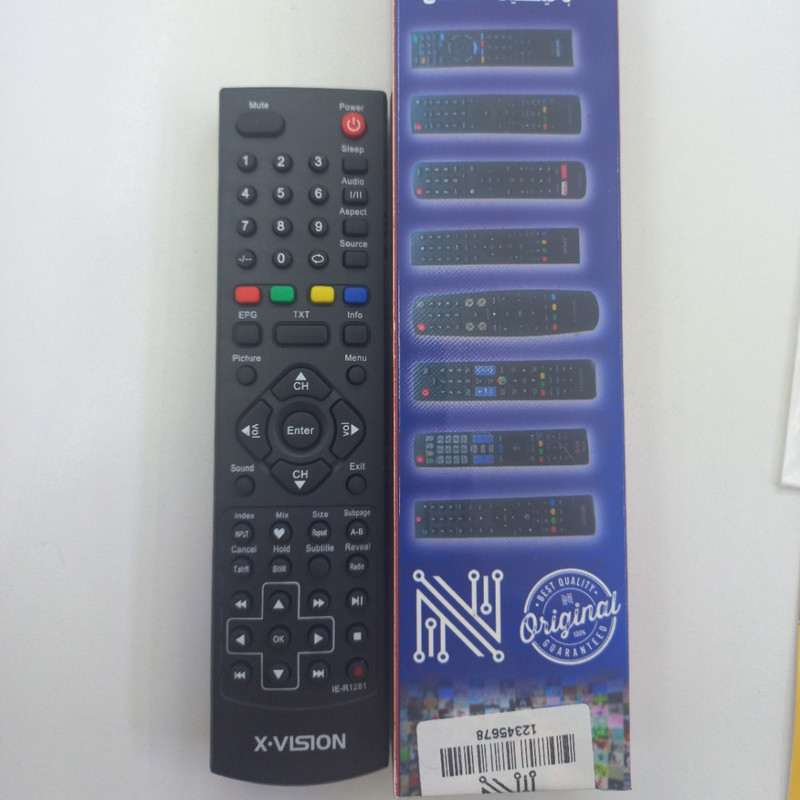 Mute Power
Sleep
1 2 3
Audio
4 5 6 I/II
Aspect
7 8 9
Source
-/-- 0
EPG TXT Info
Picture Menu
CH
vol Enter vol
CH
Sound Exit
Index Mix Size Subpage
INPUT Repeat A-B
Cancel Hold Subtitle Reveal
T.shift Still Radio
OK
IE-R1281
X·VISION
N
BEST QUALITY
N
Original
100%
GUARANTEED
12345678
N